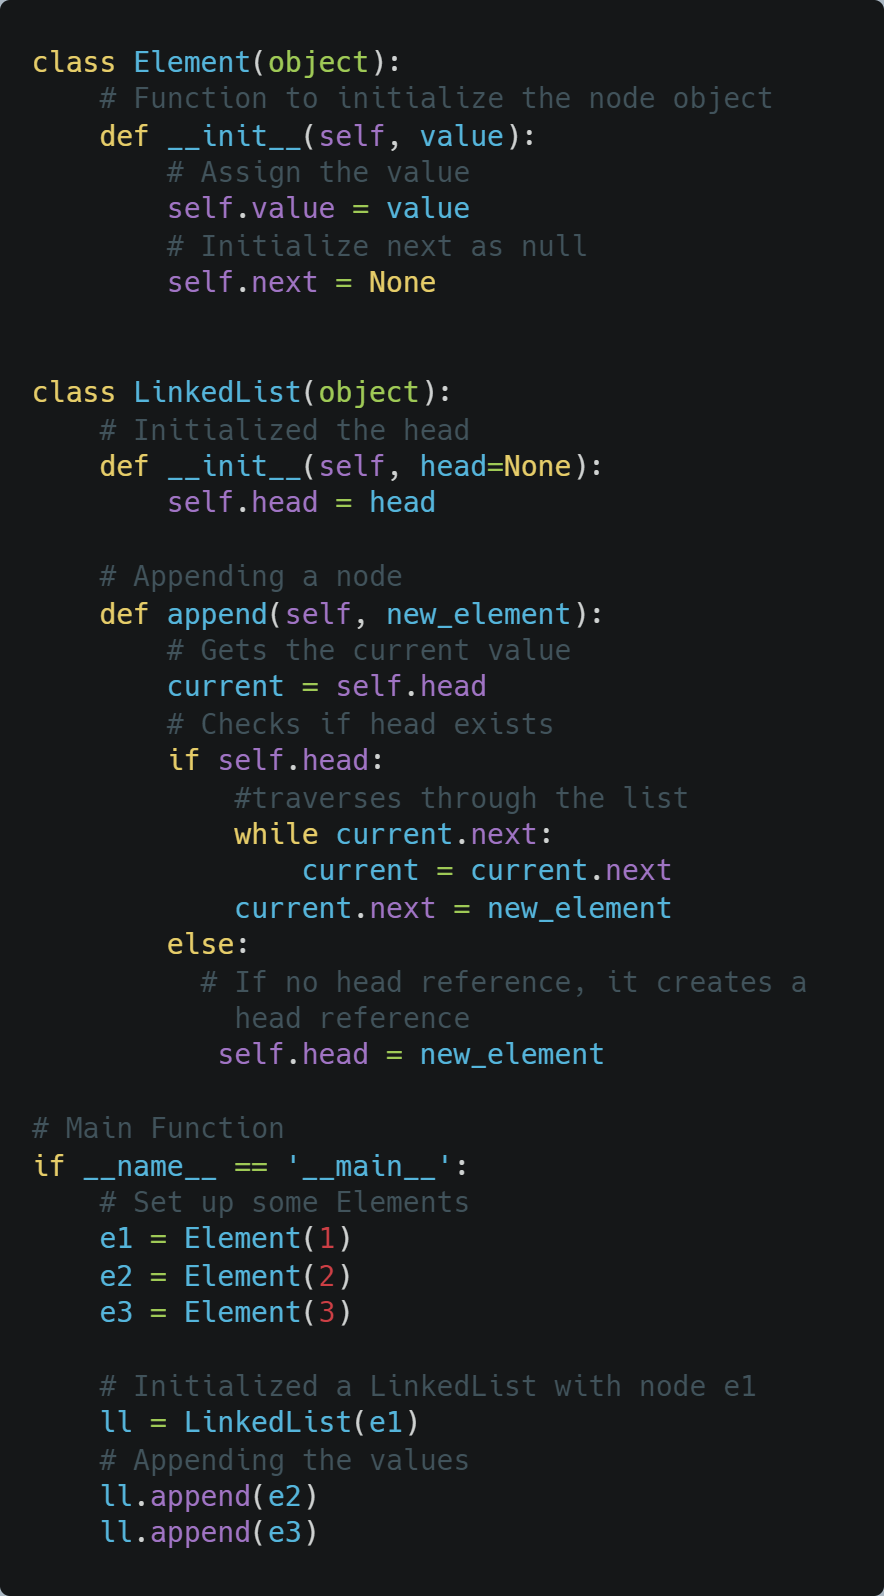 class Element(object):
    # Function to initialize the node object
    def __init__(self, value):
        # Assign the value
        self.value = value
        # Initialize next as null
        self.next = None

class LinkedList(object):
    # Initialized the head
    def __init__(self, head=None):
        self.head = head

    # Appending a node
    def append(self, new_element):
        # Gets the current value
        current = self.head
        # Checks if head exists
        if self.head:
            #traverses through the list
            while current.next:
                current = current.next
            current.next = new_element
        else:
          # If no head reference, it creates a
            head reference
           self.head = new_element

# Main Function
if __name__ == '__main__':
    # Set up some Elements
    e1 = Element(1)
    e2 = Element(2)
    e3 = Element(3)

    # Initialized a LinkedList with node e1
    ll = LinkedList(e1)
    # Appending the values
    ll.append(e2)
    ll.append(e3)